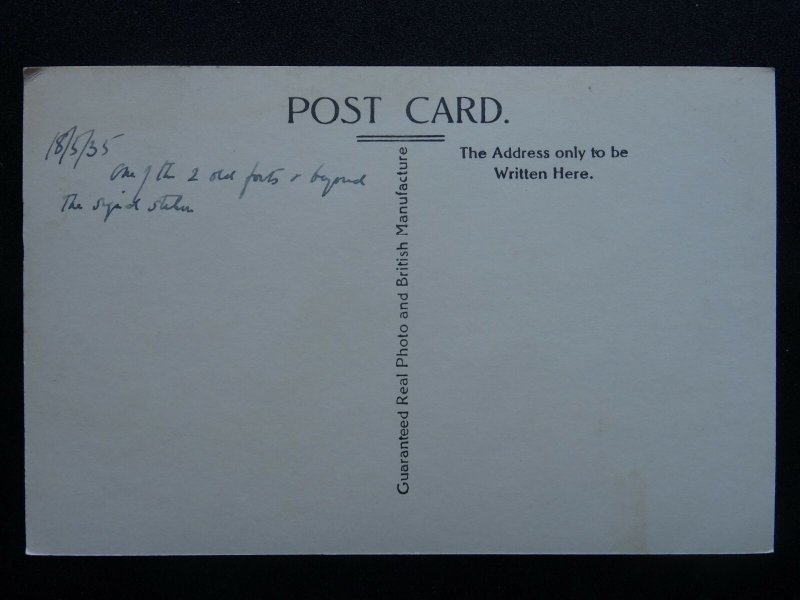 POST CARD.
18/5/35
One of the 2 old forts & beyond
The signal station
The Address only to be
Written Here.
Guaranteed Real Photo and British Manufacture